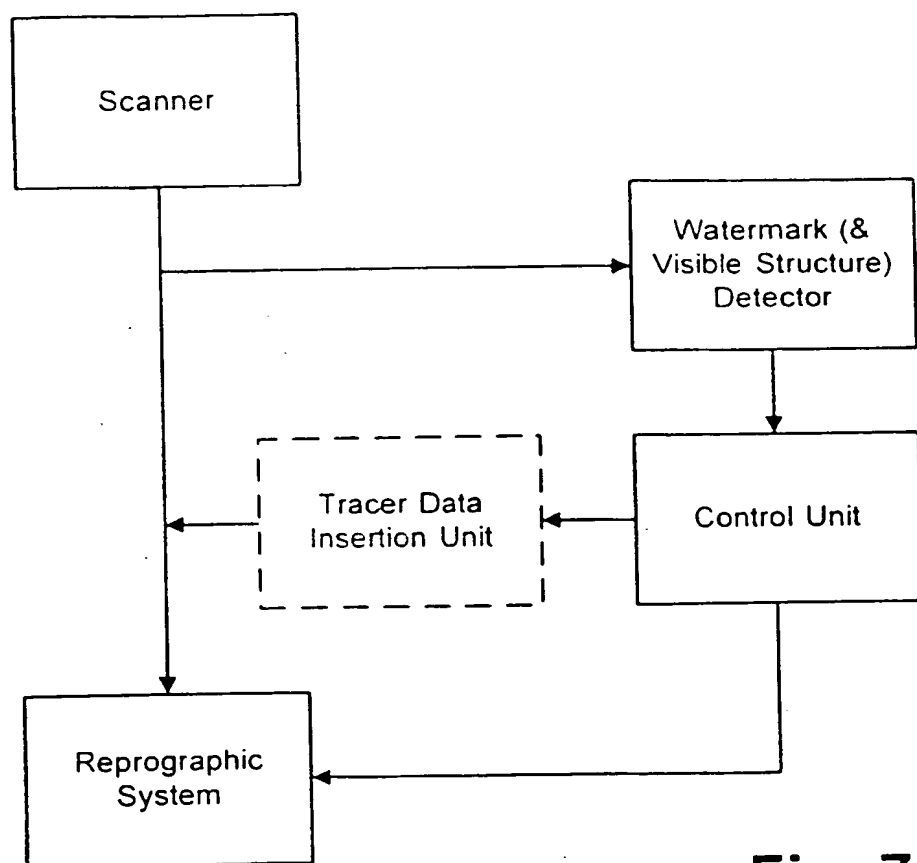 Scanner
Watermark (&
Visible Structure)
Detector
Tracer Data
Insertion Unit
Control Unit
Reprographic
System